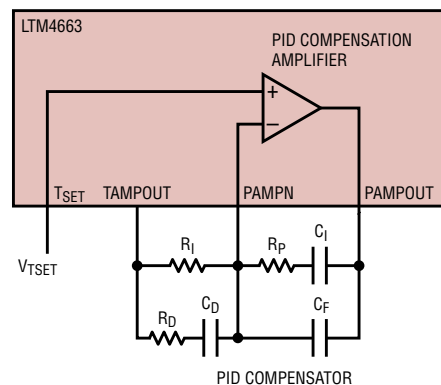 LTM4663
PID COMPENSATION
AMPLIFIER
+
−
TSET
TAMPOUT
PAMPN
PAMPOUT
VTSET
RI
RP
CI
RD
CD
CF
PID COMPENSATOR